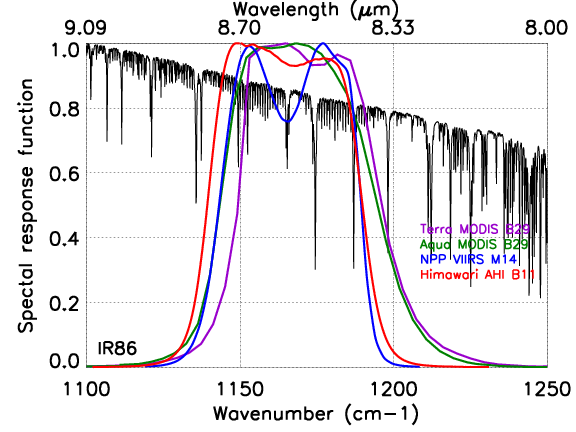 Wavelength (μm)
9.09 8.70 8.33 8.00
1.0
0.8
0.6
0.4
0.2
0.0
Spectal response function
Terra MODIS B29
Aqua MODIS B29
NPP VIIRS M14
Himawari AHI B11
IR86
1100 1150 1200 1250
Wavenumber (cm-1)